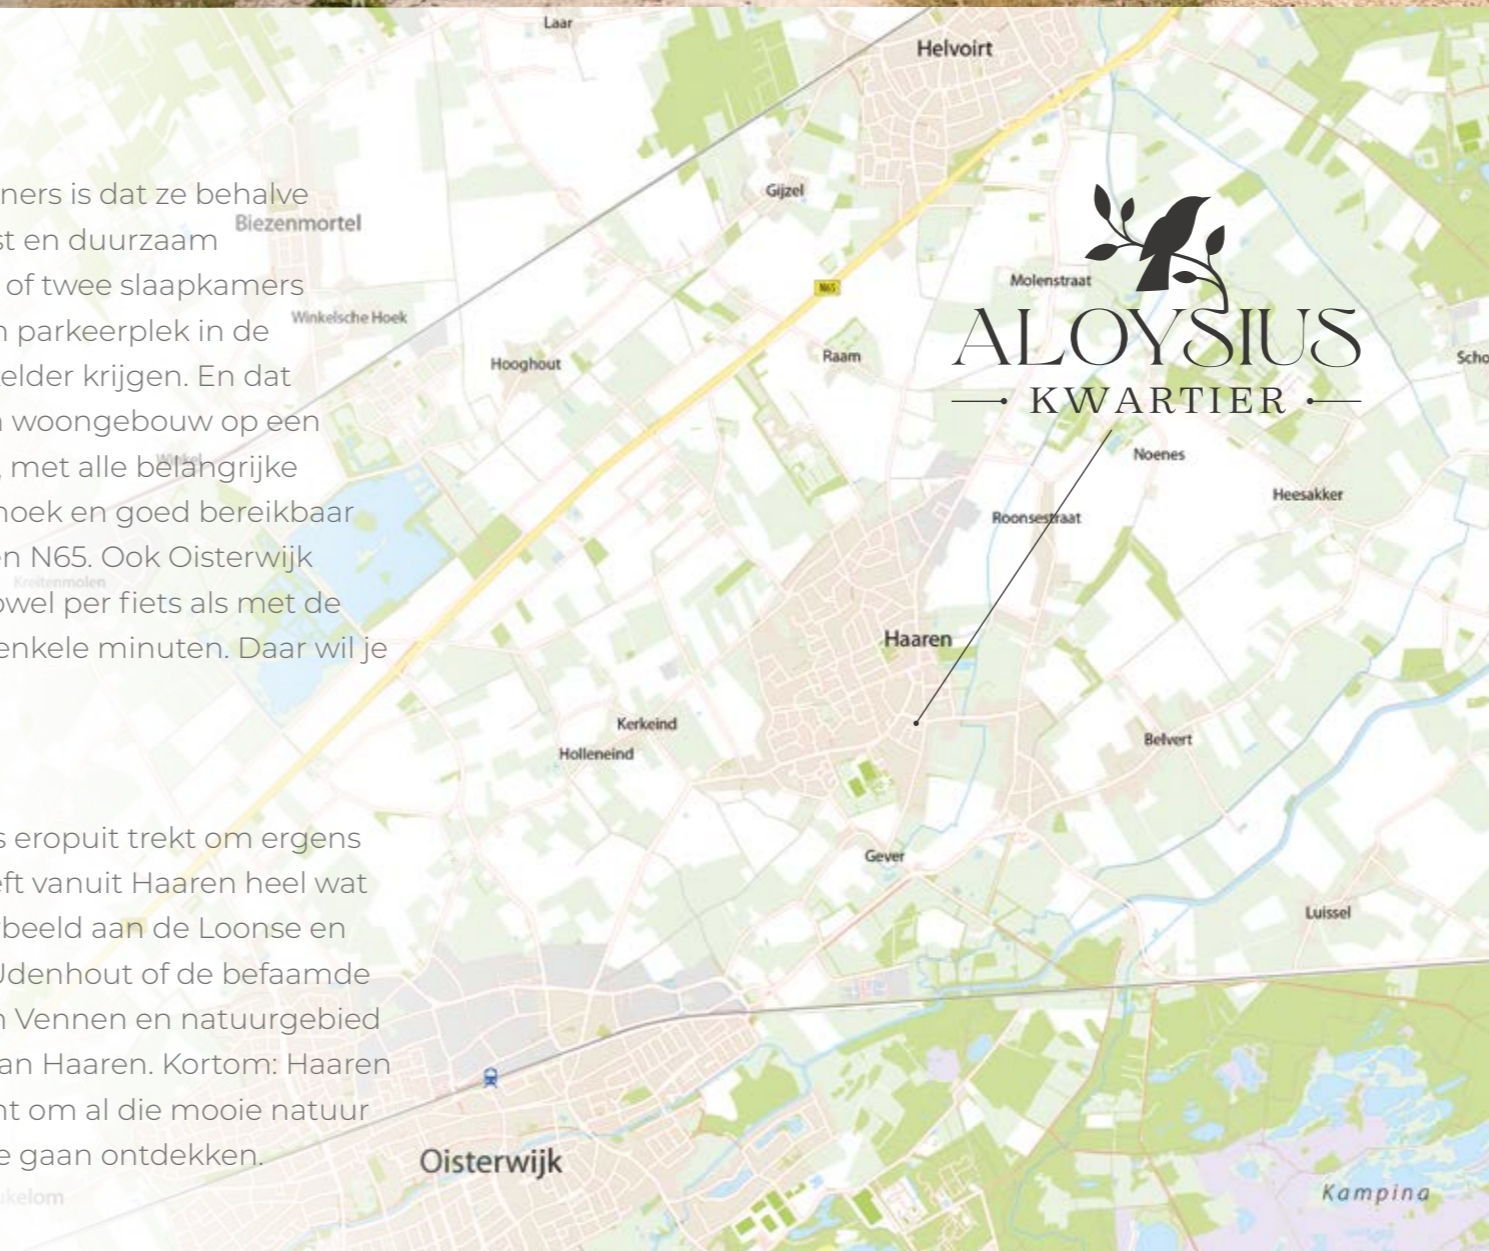 ners is dat ze behalve
st en duurzaam
of twee slaapkamers
n parkeerplek in de
elder krijgen. En dat
n woongebouw op een
, met alle belangrijke
hoek en goed bereikbaar
en N65. Ook Oisterwijk
owel per fiets als met de
enkele minuten. Daar wil je
s eropuit trekt om ergens
eft vanuit Haaren heel wat
beeld aan de Loonse en
Udenhout of de befaamde
n Vennen en natuurgebied
an Haaren. Kortom: Haaren
nt om al die mooie natuur
e gaan ontdekken.
Laar
Helvoirt
Gijzel
Biezenmortel
Molenstraat
N65
Winkelsche Hoek
Hooghout
Raam
ALOYSIUS
KWARTIER
Scho
Noenes
Winkel
Heesakker
Roonsestraat
Kreitenmolen
Haaren
Kerkeind
Holleneind
Belvert
Gever
Luissel
Oisterwijk
Kampina
ukelom